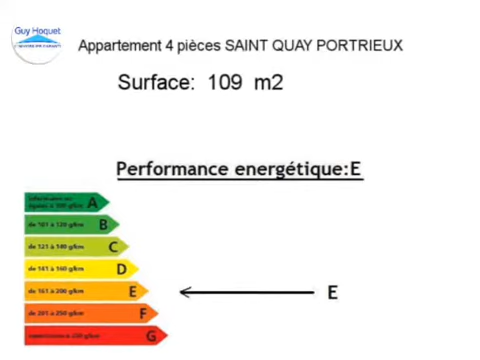 Guy Hoquet
Appartement 4 pièces SAINT QUAY PORTRIEUX
Surface: 109 m2
Performance energétique:E
A
de 101 à 120 g/km B
de 121 à 140 g/km C
de 141 à 160 g/km D
de 161 à 200 g/km E
E
de 201 à 250 g/km F
G